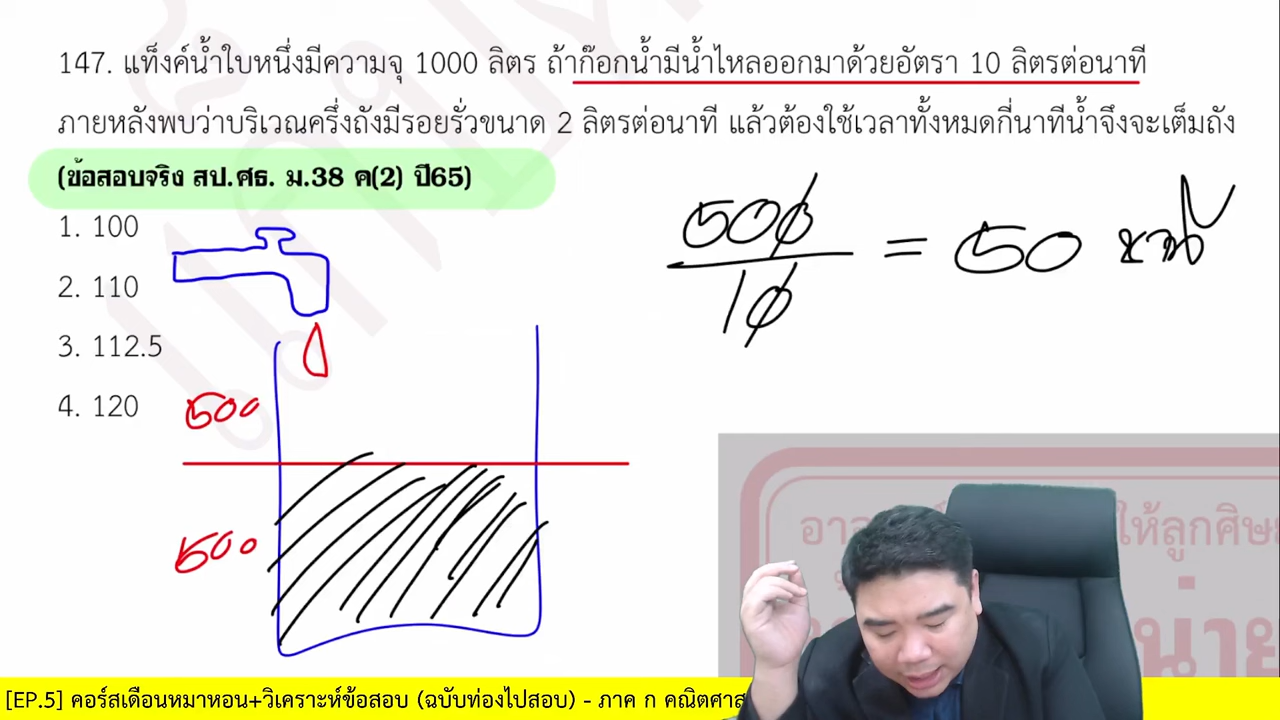 147. แท็งค์น้ำใบหนึ่งมีความจุ 1000 ลิตร ถ้าก๊อกน้ำมีน้ำไหลออกมาด้วยอัตรา 10 ลิตรต่อนาที
ภายหลังพบว่าบริเวณครึ่งถังมีรอยรั่วขนาด 2 ลิตรต่อนาที แล้วต้องใช้เวลาทั้งหมดกี่นาทีน้ำจึงจะเต็มถัง
(ข้อสอบจริง สป.ศธ. ม.38 ค(2) ปี65)
1. 100
2. 110
3. 112.5
4. 120
500
500
500
10
= 50
ให้ลูกศิษ
[EP.5] คอร์สเดือนหมาหอน+วิเคราะห์ข้อสอบ (ฉบับท่องไปสอบ) - ภาค ก คณิตศาส